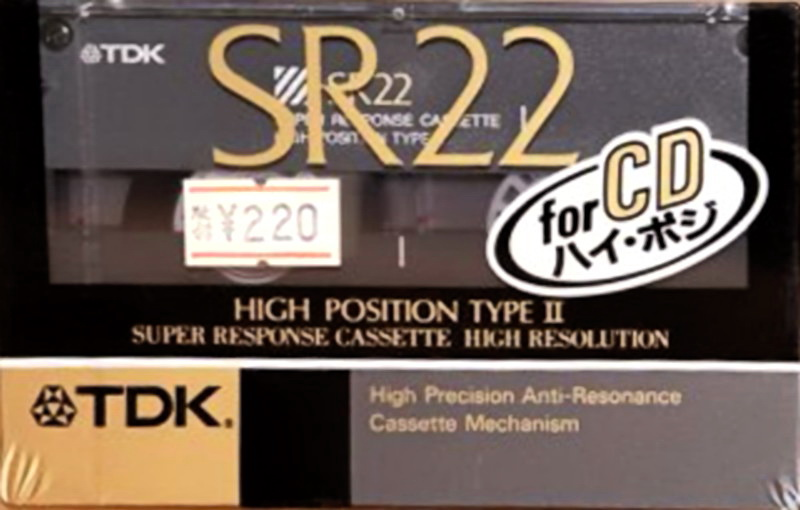 TDK
SR22
SR22
SUPER RESPONSE CASSETTE
HIGH POSITION TYPE
¥220
for CD
ハイ・ポジ
HIGH POSITION TYPE II
SUPER RESPONSE CASSETTE HIGH RESOLUTION
TDK.
High Precision Anti-Resonance
Cassette Mechanism